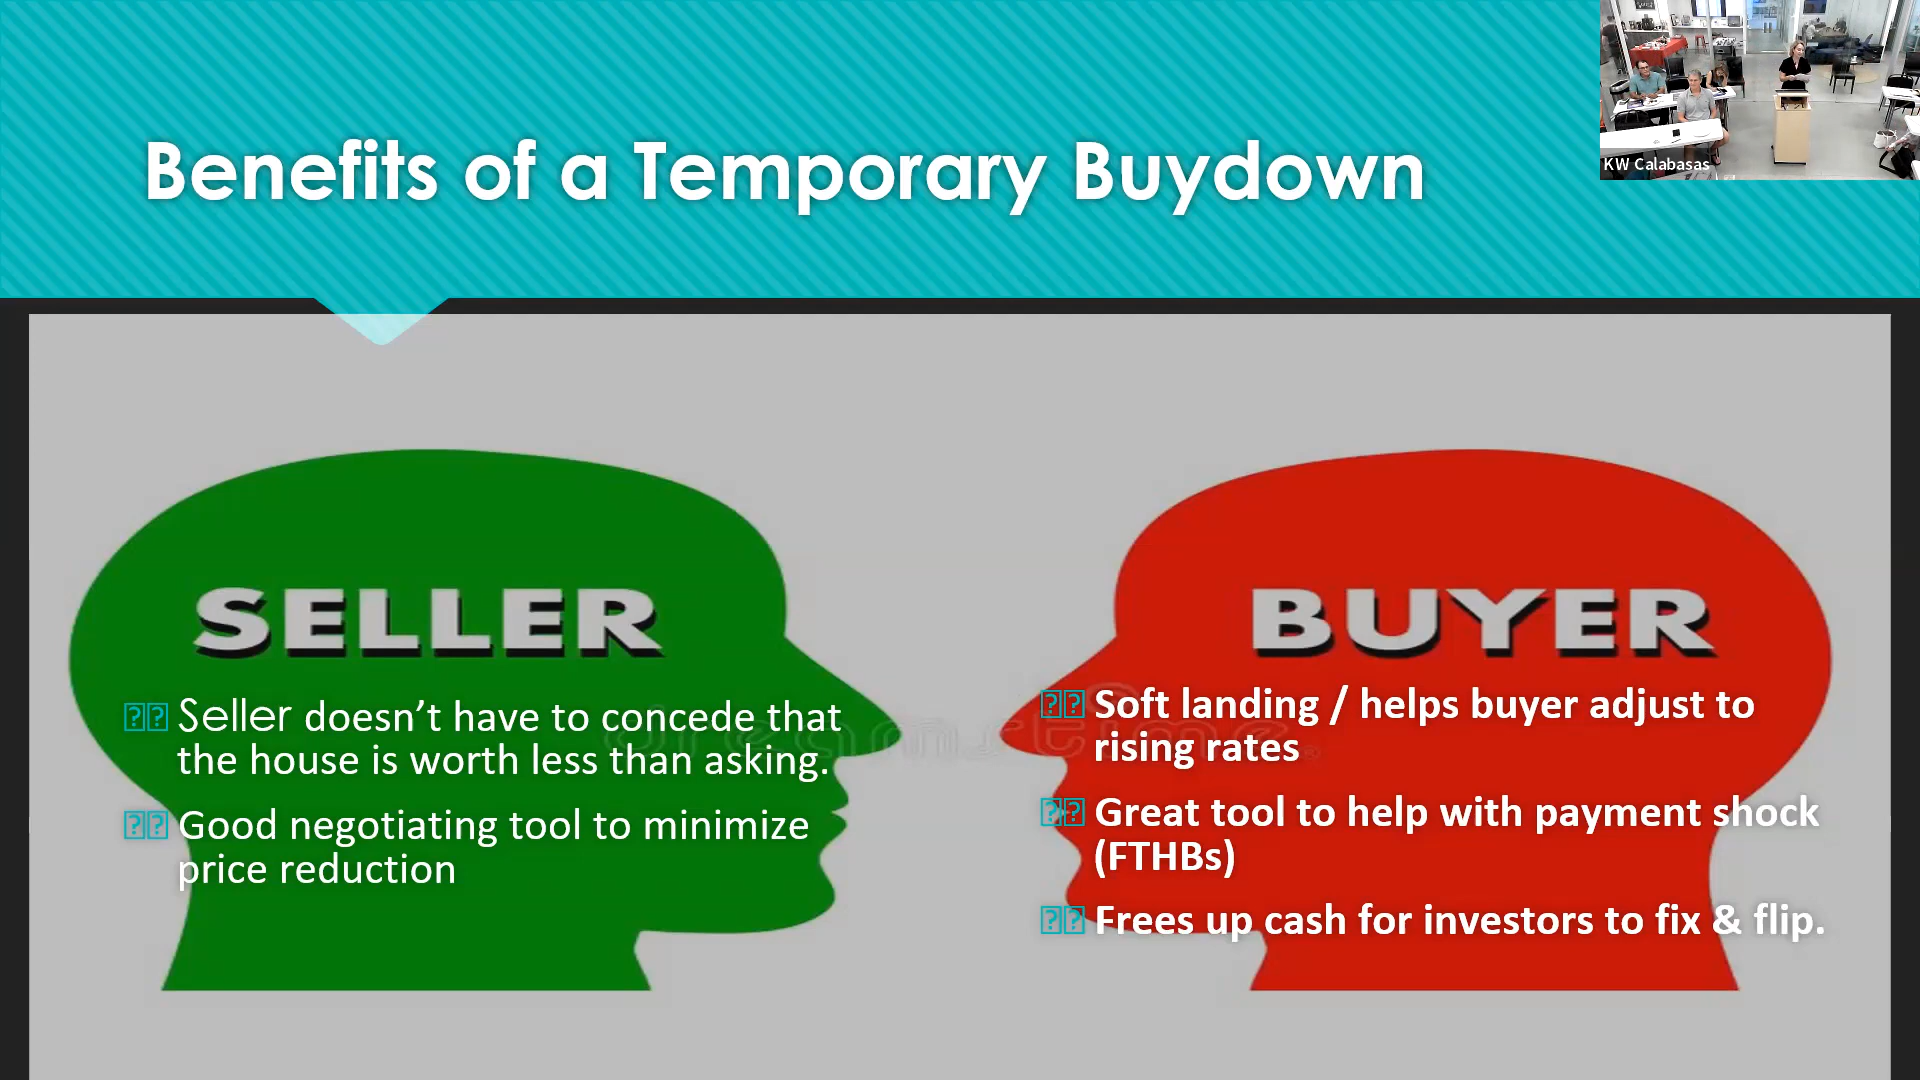 Benefits of a Temporary Buydown
KW Calabasas
SELLER
Seller doesn’t have to concede that
the house is worth less than asking.
Good negotiating tool to minimize
price reduction
BUYER
Soft landing / helps buyer adjust to
rising rates
Great tool to help with payment shock
(FTHBs)
Frees up cash for investors to fix & flip.
dreamstime